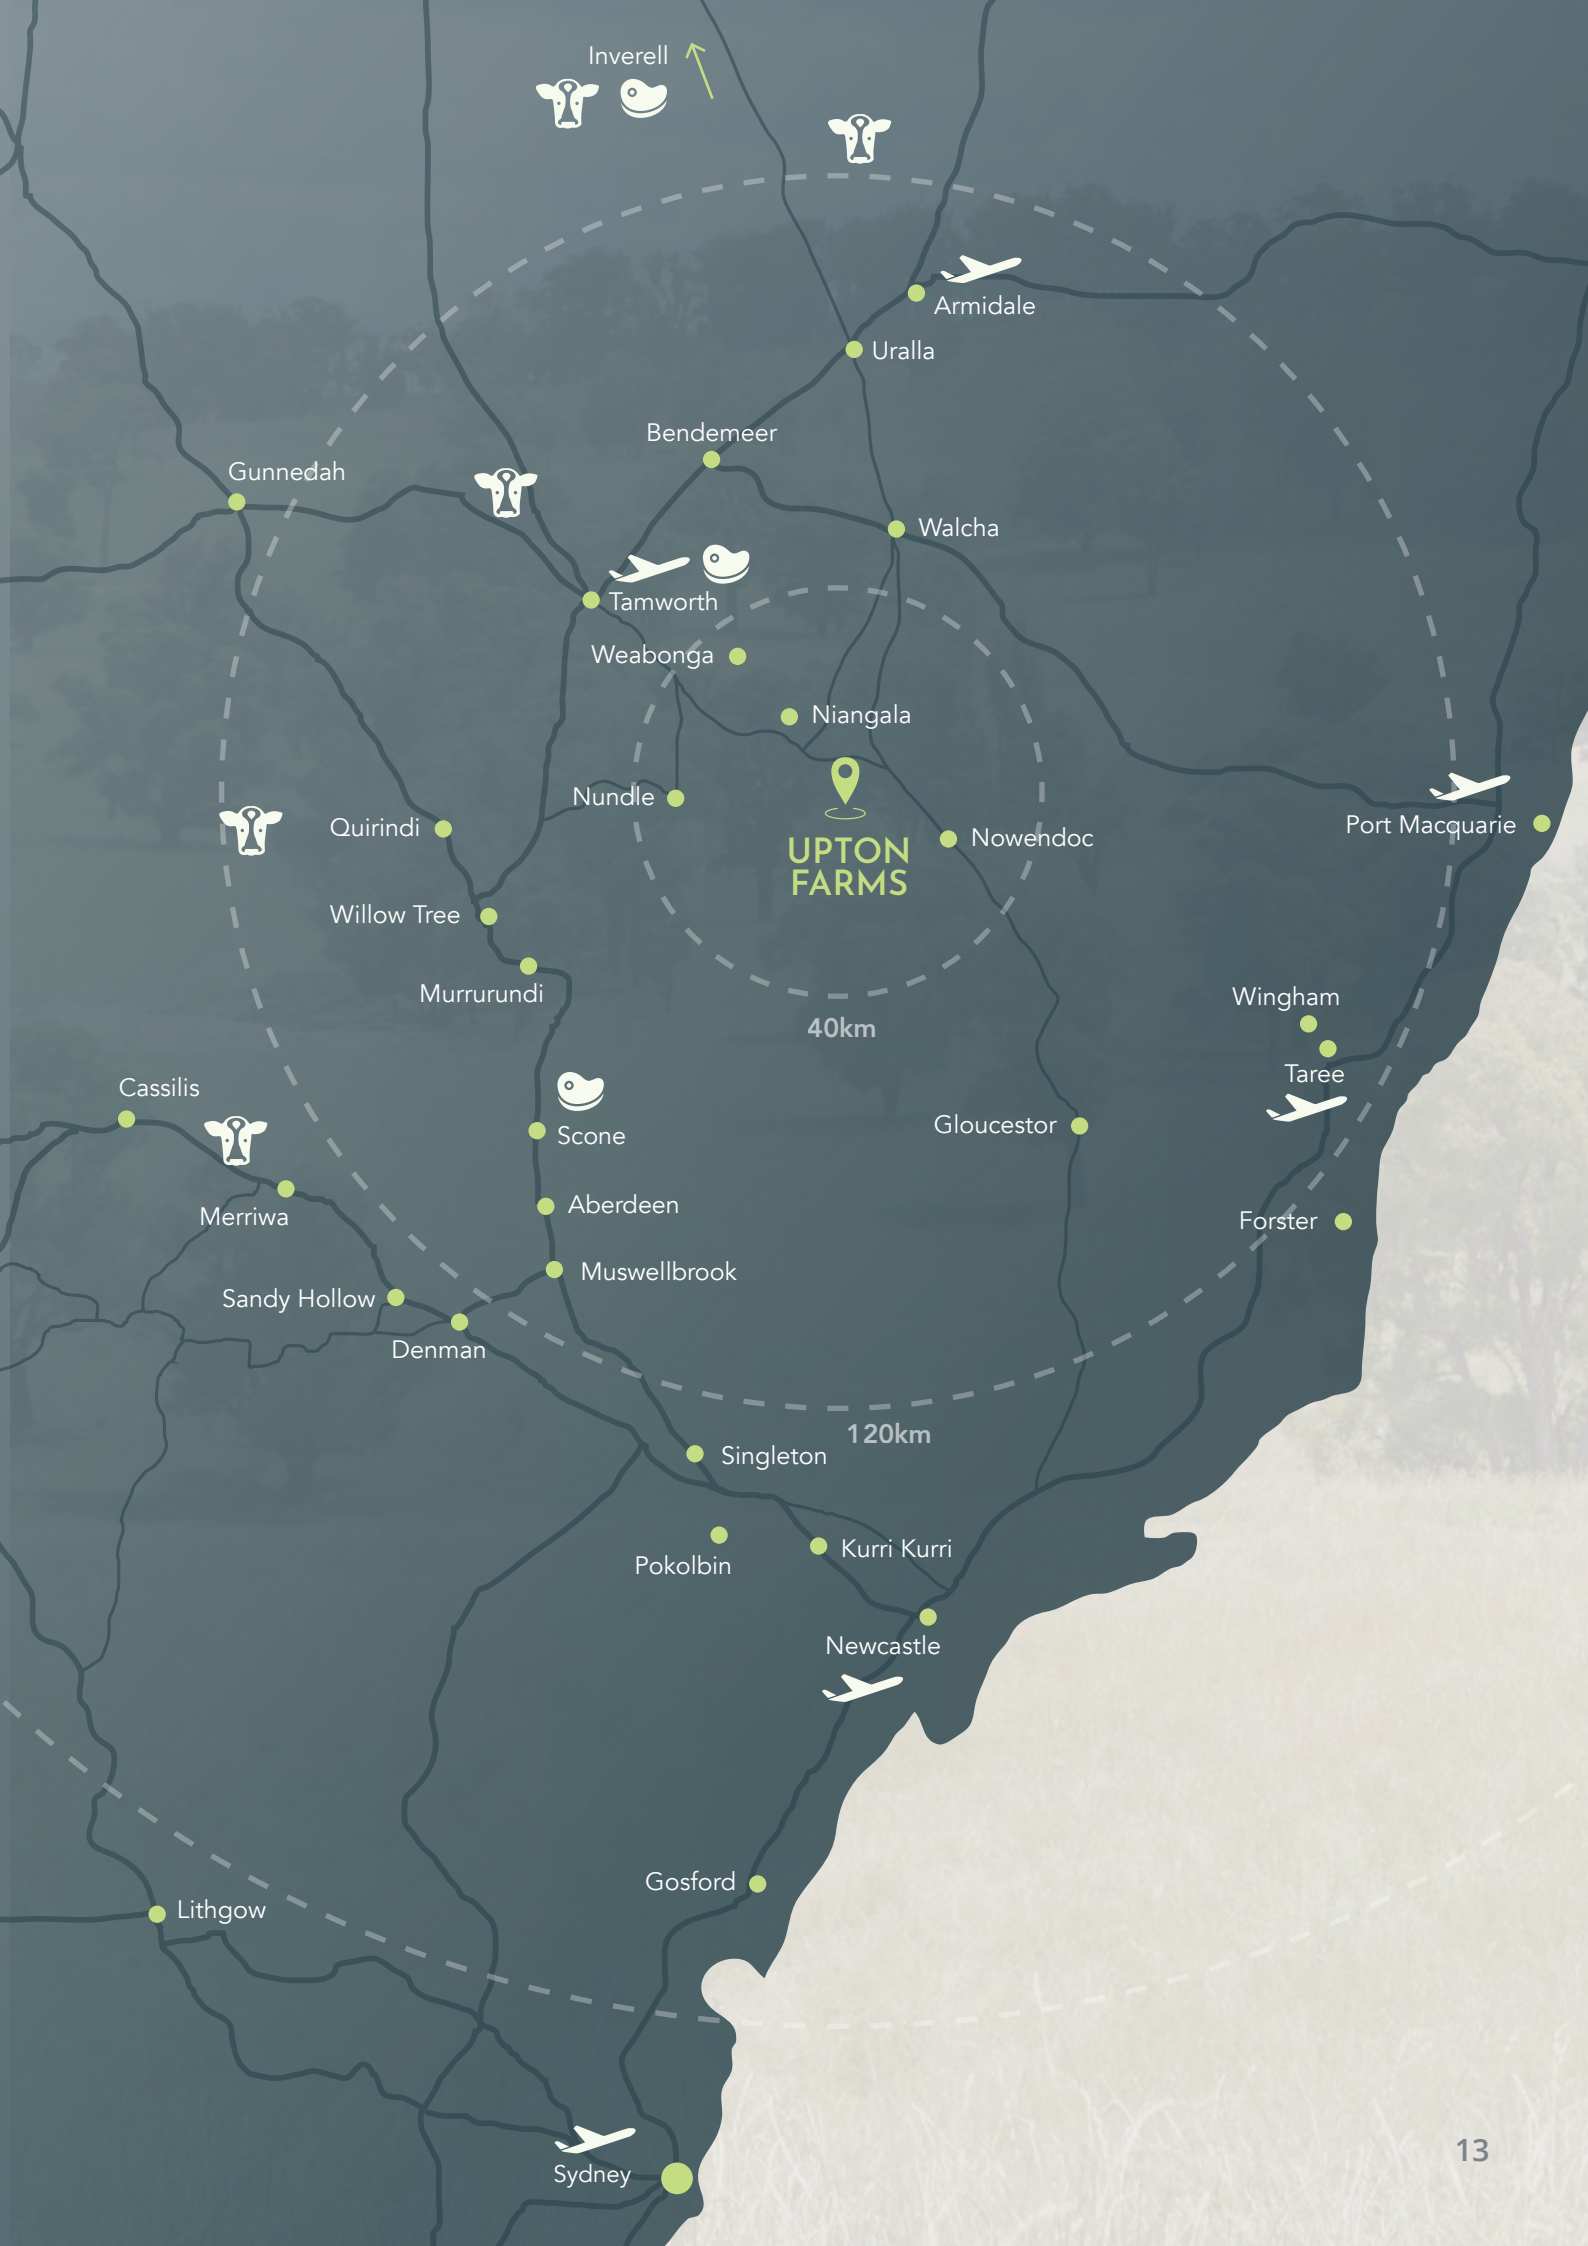 Inverell
Armidale
Uralla
Bendemeer
Gunnedah
Walcha
Tamworth
Weabonga
Niangala
Nundle
Quirindi
UPTON
FARMS
Nowendoc
Port Macquarie
Willow Tree
Murrurundi
Wingham
40km
Taree
Cassilis
Scone
Gloucestor
Aberdeen
Merriwa
Forster
Muswellbrook
Sandy Hollow
Denman
120km
Singleton
Pokolbin
Kurri Kurri
Newcastle
Gosford
Lithgow
Sydney
13